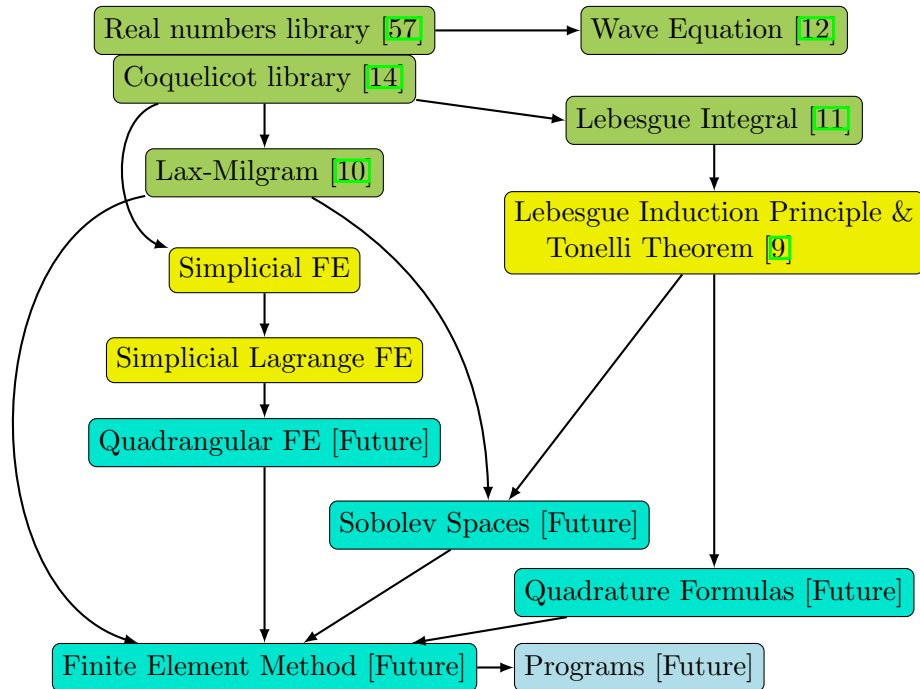 Real numbers library [57]
Wave Equation [12]
Coquelicot library [14]
Lebesgue Integral [11]
Lax-Milgram [10]
Lebesgue Induction Principle &
Tonelli Theorem [9]
Simplicial FE
Simplicial Lagrange FE
Quadrangular FE [Future]
Sobolev Spaces [Future]
Quadrature Formulas [Future]
Finite Element Method [Future]
Programs [Future]